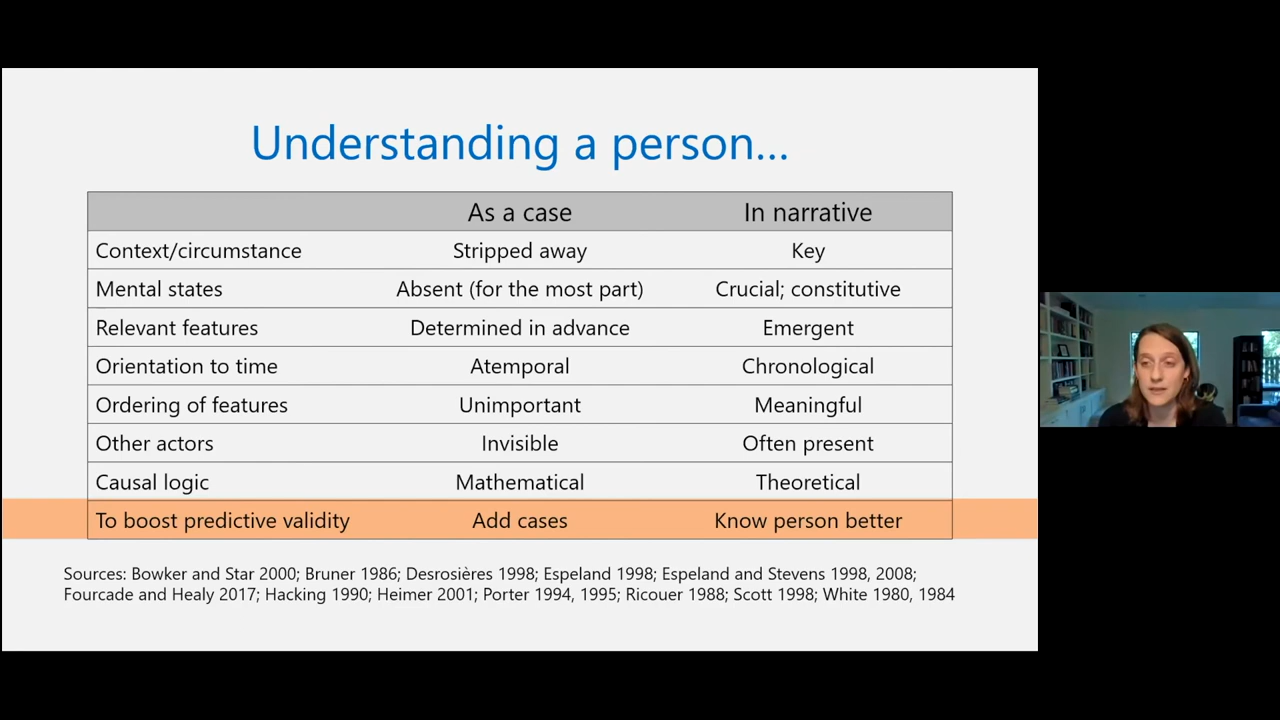 Understanding a person...
As a case In narrative
Context/circumstance Stripped away Key
Mental states Absent (for the most part) Crucial; constitutive
Relevant features Determined in advance Emergent
Orientation to time Atemporal Chronological
Ordering of features Unimportant Meaningful
Other actors Invisible Often present
Causal logic Mathematical Theoretical
To boost predictive validity Add cases Know person better
Sources: Bowker and Star 2000; Bruner 1986; Desrosières 1998; Espeland 1998; Espeland and Stevens 1998, 2008;
Fourcade and Healy 2017; Hacking 1990; Heimer 2001; Porter 1994, 1995; Ricouer 1988; Scott 1998; White 1980, 1984